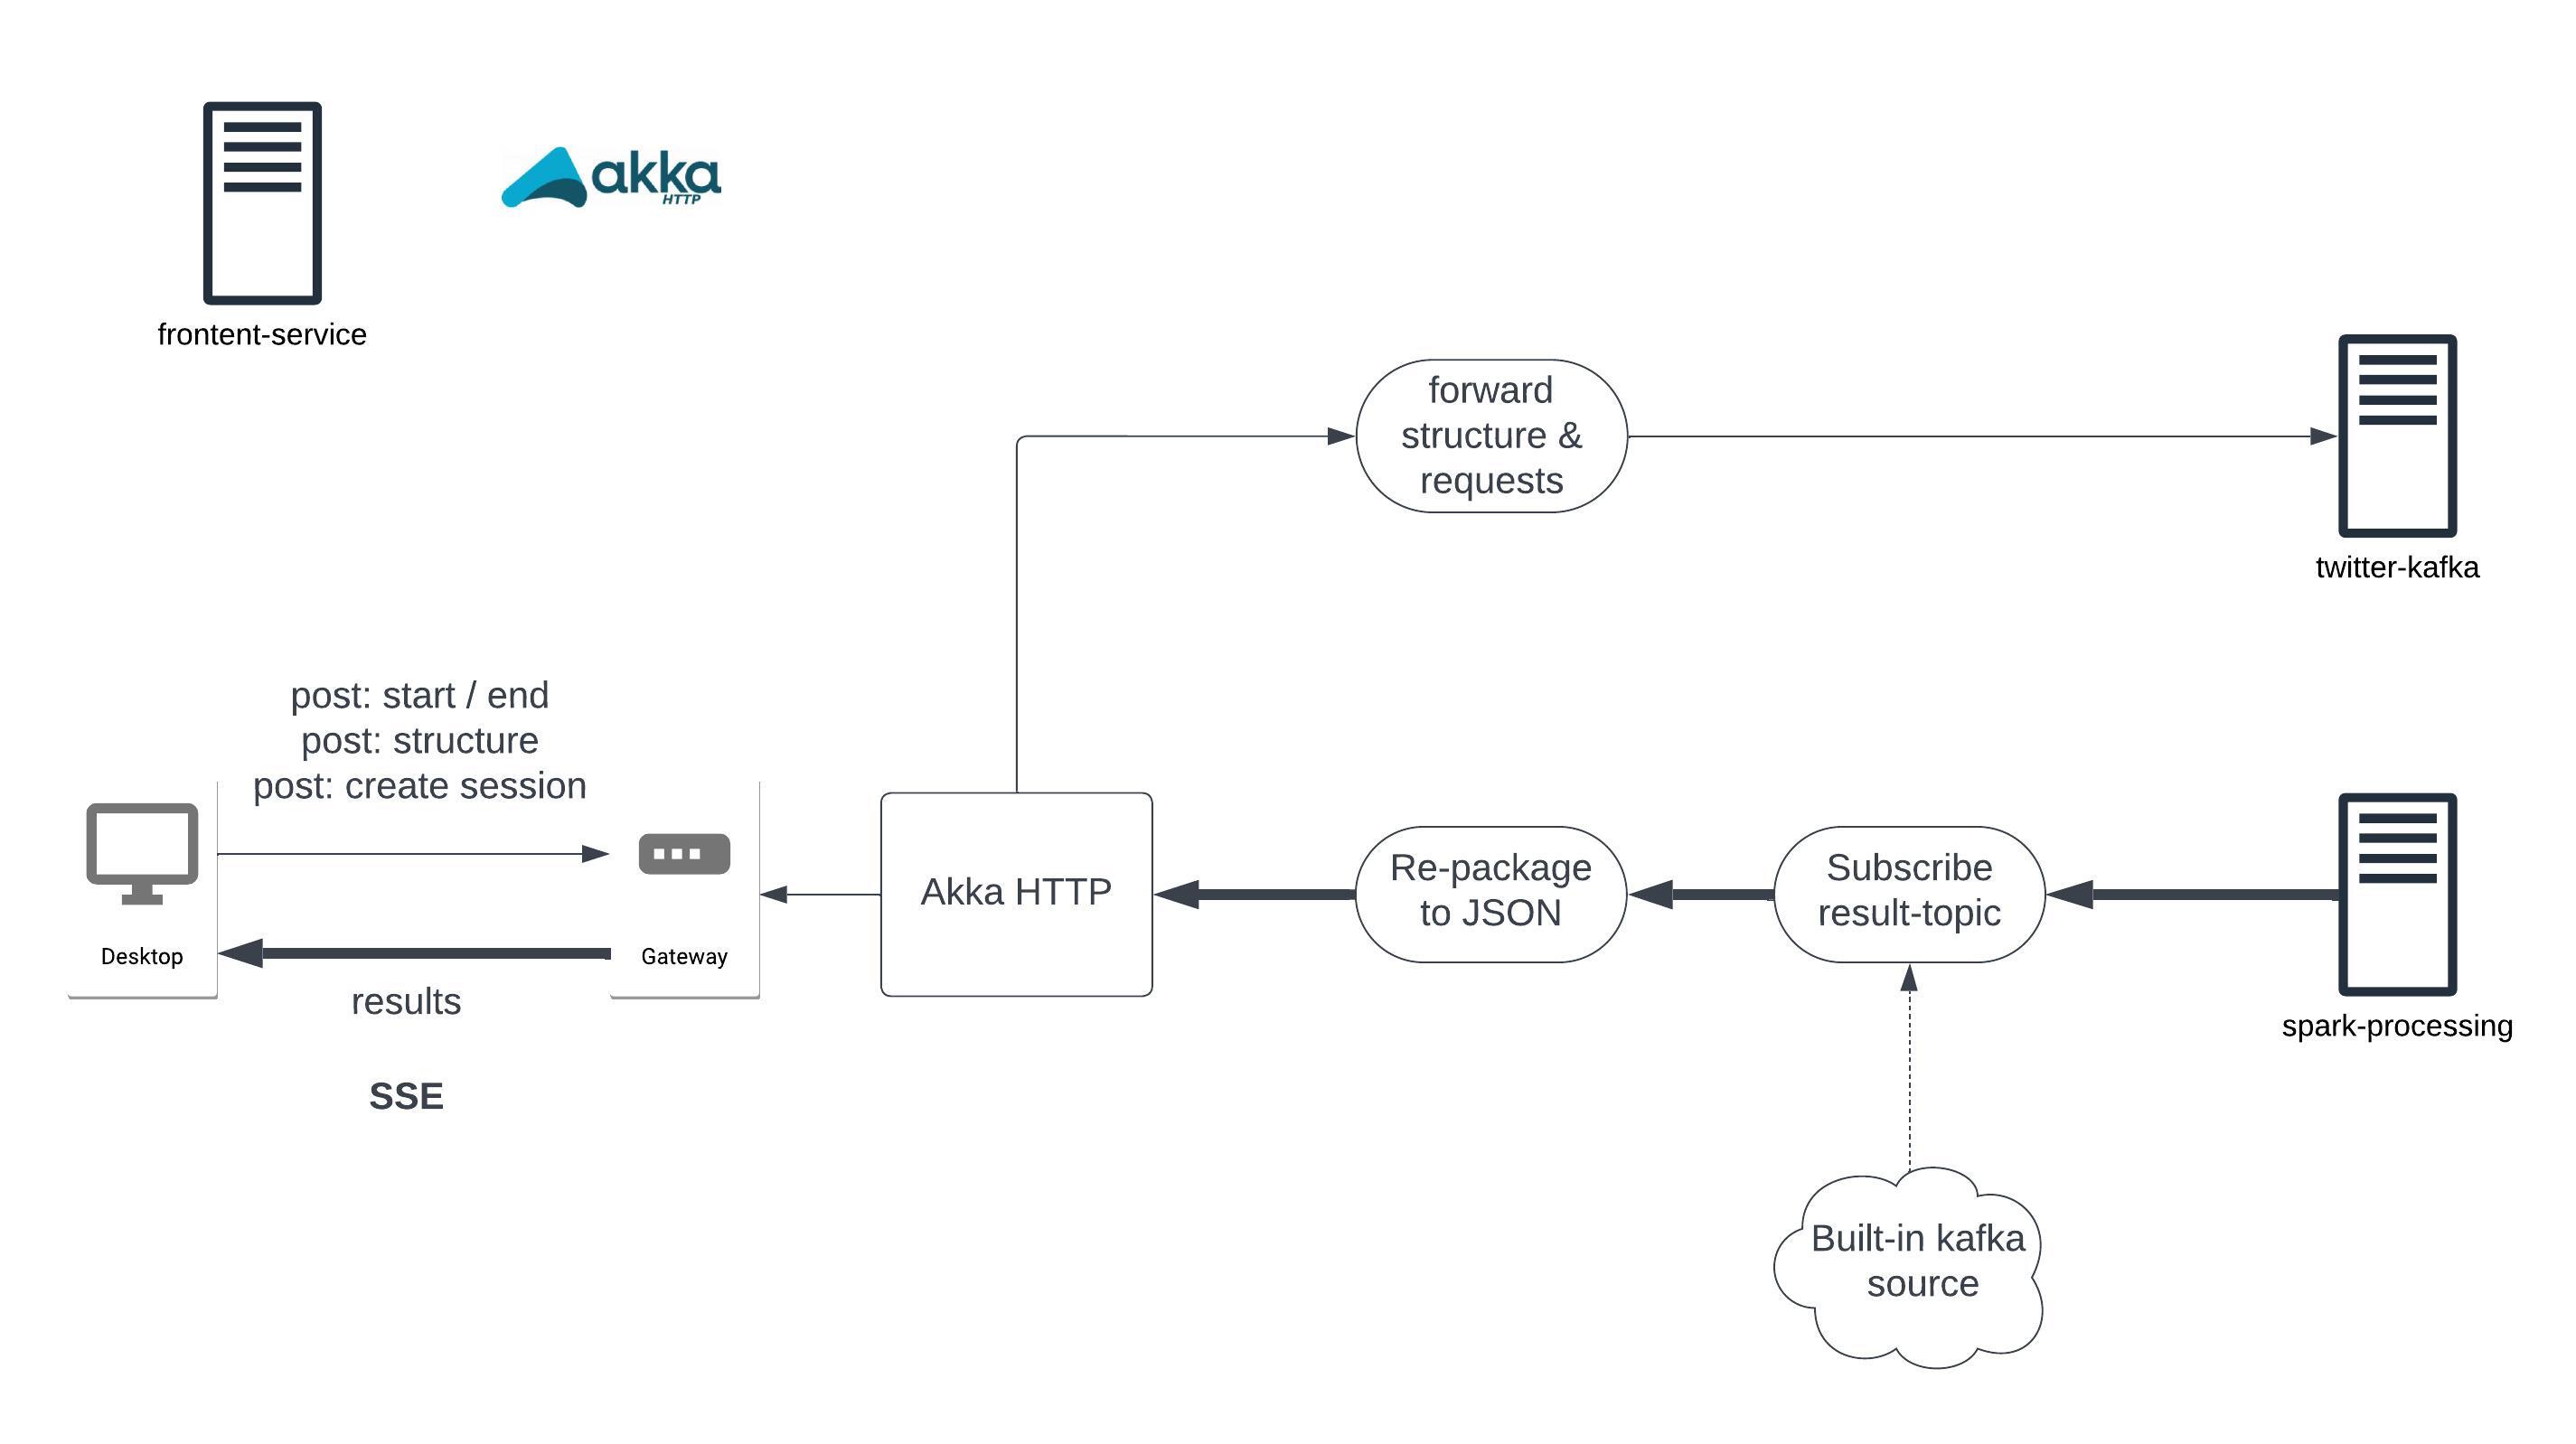 akka
HTTP
frontent-service
forward
structure &
requests
twitter-kafka
post: start / end
post: structure
post: create session
Desktop
Gateway
results
SSE
Akka HTTP
Re-package
to JSON
Subscribe
result-topic
spark-processing
Built-in kafka
source